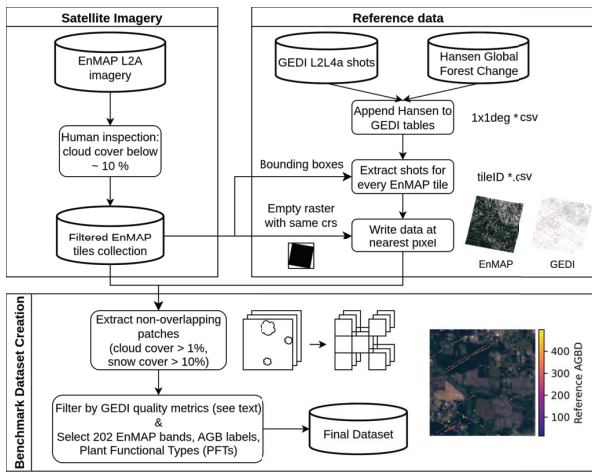 Satellite Imagery
EnMAP L2A
imagery
Human inspection:
cloud cover below
~ 10 %
Filtered EnMAP
tiles collection
Reference data
GEDI L2L4a shots
Hansen Global
Forest Change
Append Hansen to
GEDI tables
1x1deg *csv
Bounding boxes
Extract shots for
every EnMAP tile
tileID *.csv
Empty raster
with same crs
Write data at
nearest pixel
EnMAP
GEDI
Benchmark Dataset Creation
Extract non-overlapping
patches
(cloud cover > 1%,
snow cover > 10%)
Filter by GEDI quality metrics (see text)
&
Select 202 EnMAP bands, AGB labels,
Plant Functional Types (PFTs)
Final Dataset
400
300
200
100
Reference AGBD